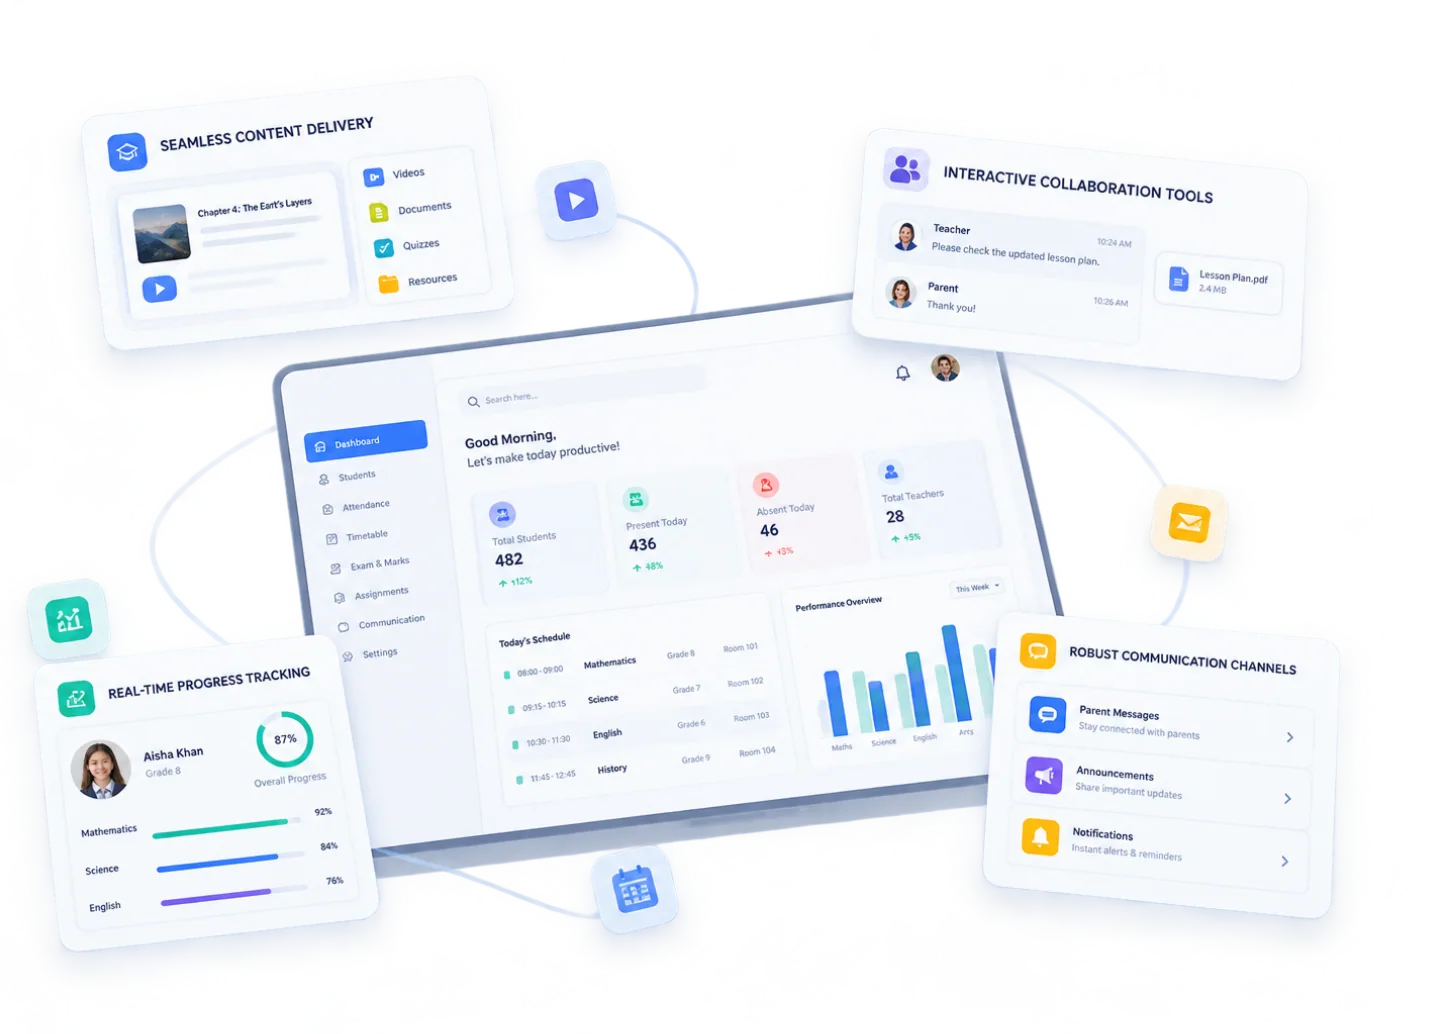 SEAMLESS CONTENT DELIVERY
Chapter 4: The Eart's Layers
Videos
Documents
Quizzes
Resources
INTERACTIVE COLLABORATION TOOLS
Teacher
10:24 AM
Please check the updated lesson plan.
Parent
10:26 AM
Thank you!
Lesson Plan.pdf
2.4 MB
Search here...
Good Morning,
Let's make today productive!
Dashboard
Students
Attendance
Timetable
Exam & Marks
Assignments
Communication
Settings
Total Students
482
+12%
Present Today
436
Absent Today
46
+3%
Total Teachers
28
+5%
Today's Schedule
08:00 - 09:00 Mathematics Grade 8 Room 101
09:15 - 10:15 Science Grade 7 Room 102
10:30 - 11:30 English Grade 6 Room 103
11:45 - 12:45 History Grade 9 Room 104
Performance Overview
This Week
Maths Science English Arts
REAL-TIME PROGRESS TRACKING
Aisha Khan
Grade 8
87%
Overall Progress
Mathematics 92%
Science 84%
English 76%
ROBUST COMMUNICATION CHANNELS
Parent Messages
Stay connected with parents
Announcements
Share important updates
Notifications
Instant alerts & reminders